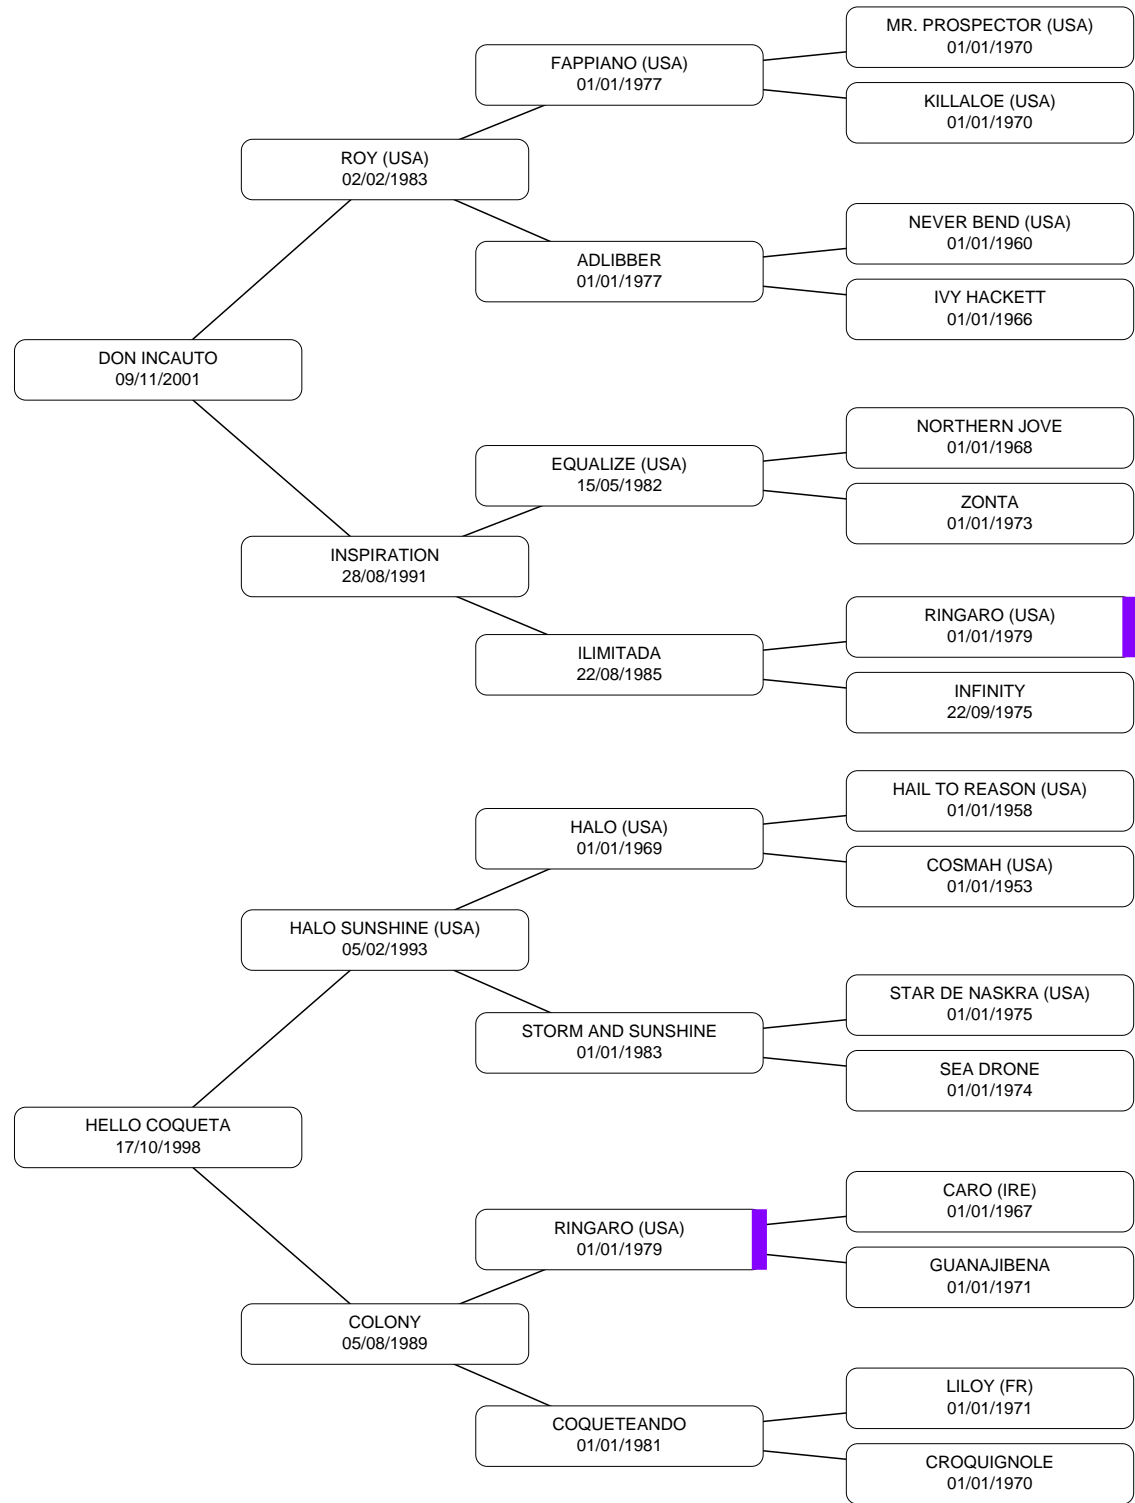 MR. PROSPECTOR (USA)
01/01/1970
FAPPIANO (USA)
01/01/1977
KILLALOE (USA)
01/01/1970
ROY (USA)
02/02/1983
NEVER BEND (USA)
01/01/1960
ADLIBBER
01/01/1977
IVY HACKETT
01/01/1966
DON INCAUTO
09/11/2001
NORTHERN JOVE
01/01/1968
EQUALIZE (USA)
15/05/1982
ZONTA
01/01/1973
INSPIRATION
28/08/1991
RINGARO (USA)
01/01/1979
ILIMITADA
22/08/1985
INFINITY
22/09/1975
HAIL TO REASON (USA)
01/01/1958
HALO (USA)
01/01/1969
COSMAH (USA)
01/01/1953
HALO SUNSHINE (USA)
05/02/1993
STAR DE NASKRA (USA)
01/01/1975
STORM AND SUNSHINE
01/01/1983
SEA DRONE
01/01/1974
HELLO COQUETA
17/10/1998
CARO (IRE)
01/01/1967
RINGARO (USA)
01/01/1979
GUANAJIBENA
01/01/1971
COLONY
05/08/1989
LILOY (FR)
01/01/1971
COQUETEANDO
01/01/1981
CROQUIGNOLE
01/01/1970